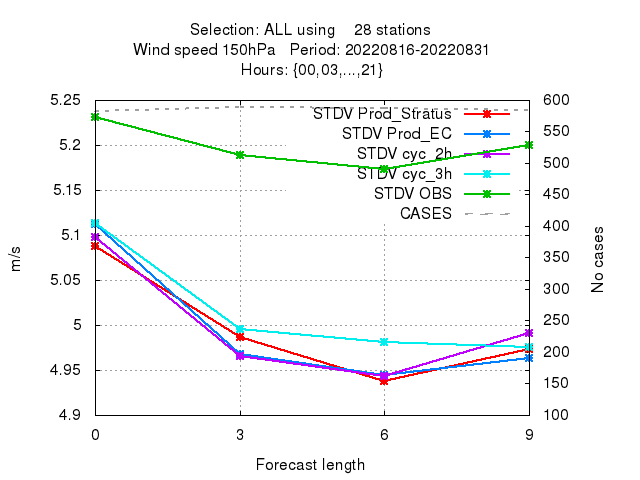 Selection: ALL using 28 stations
Wind speed 150hPa Period: 20220816-20220831
Hours: {00,03,...,21}
5.25
5.2
5.15
5.1
5.05
5
4.95
4.9
m/s
STDV Prod_Stratus
STDV Prod_EC
STDV cyc_2h
STDV cyc_3h
STDV OBS
CASES
600
550
500
450
400
350
300
250
200
150
100
No cases
0 3 6 9
Forecast length